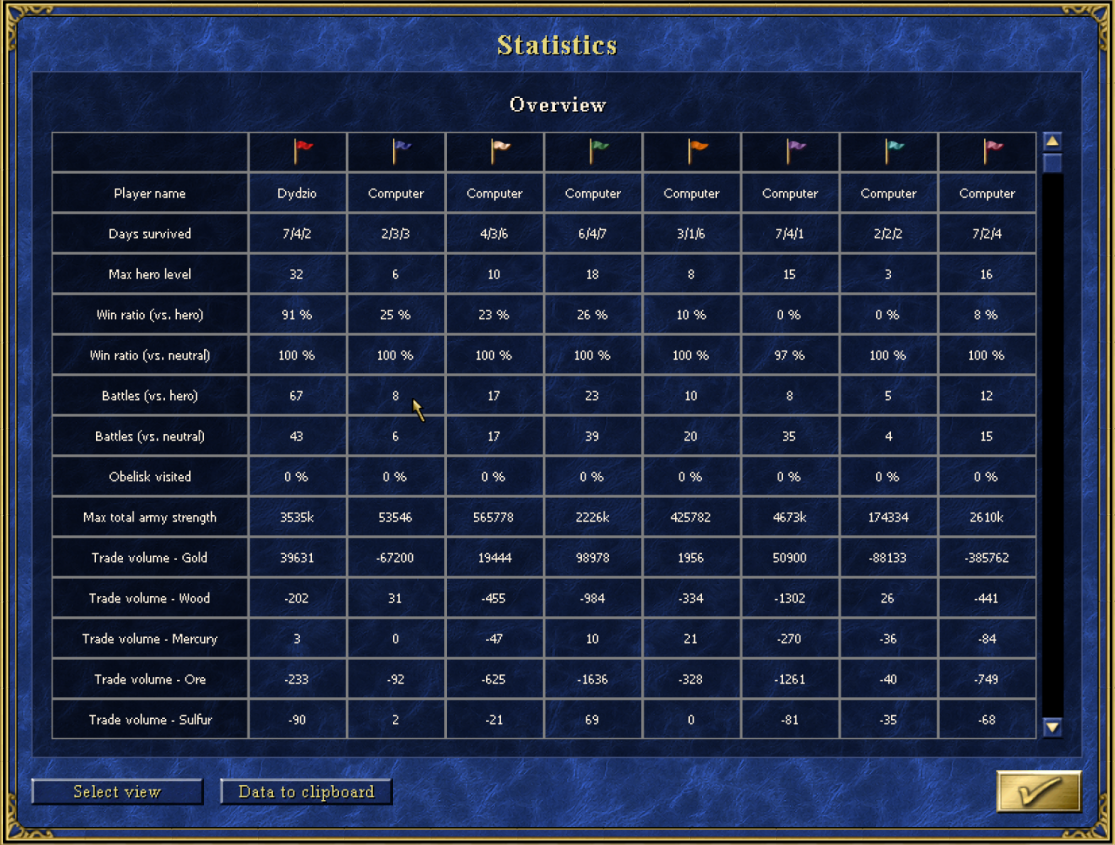 Statistics
Overview
Player name Dydzio Computer Computer Computer Computer Computer Computer Computer
Days survived 7/4/2 2/3/3 4/3/6 6/4/7 3/1/6 7/4/1 2/2/2 7/2/4
Max hero level 32 6 10 18 8 15 3 16
Win ratio (vs. hero) 91 % 25 % 23 % 26 % 10 % 0 % 0 % 8 %
Win ratio (vs. neutral) 100 % 100 % 100 % 100 % 100 % 97 % 100 % 100 %
Battles (vs. hero) 67 8 17 23 10 8 5 12
Battles (vs. neutral) 43 6 17 39 20 35 4 15
Obelisk visited 0 % 0 % 0 % 0 % 0 % 0 % 0 % 0 %
Max total army strength 3535k 53546 565778 2226k 425782 4673k 174334 2610k
Trade volume - Gold 39631 -67200 19444 98978 1956 50900 -88133 -385762
Trade volume - Wood -202 31 -455 -984 -334 -1302 26 -441
Trade volume - Mercury 3 0 -47 10 21 -270 -36 -84
Trade volume - Ore -233 -92 -625 -1636 -328 -1261 -40 -749
Trade volume - Sulfur -90 2 -21 69 0 -81 -35 -68
Select view Data to clipboard